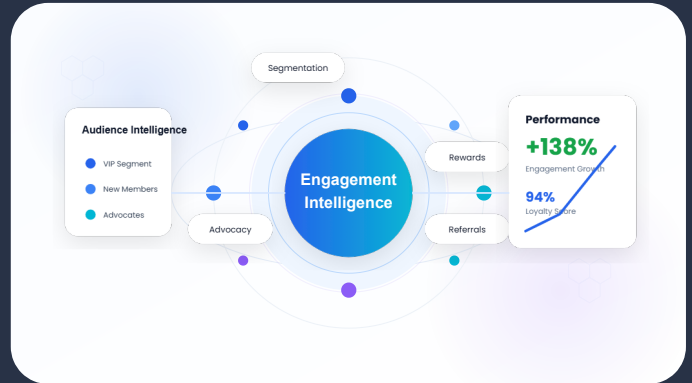 Segmentation
Audience Intelligence
VIP Segment
New Members
Advocates
Engagement
Intelligence
Rewards
Advocacy
Referrals
Performance
+138%
Engagement Growth
94%
Loyalty Score